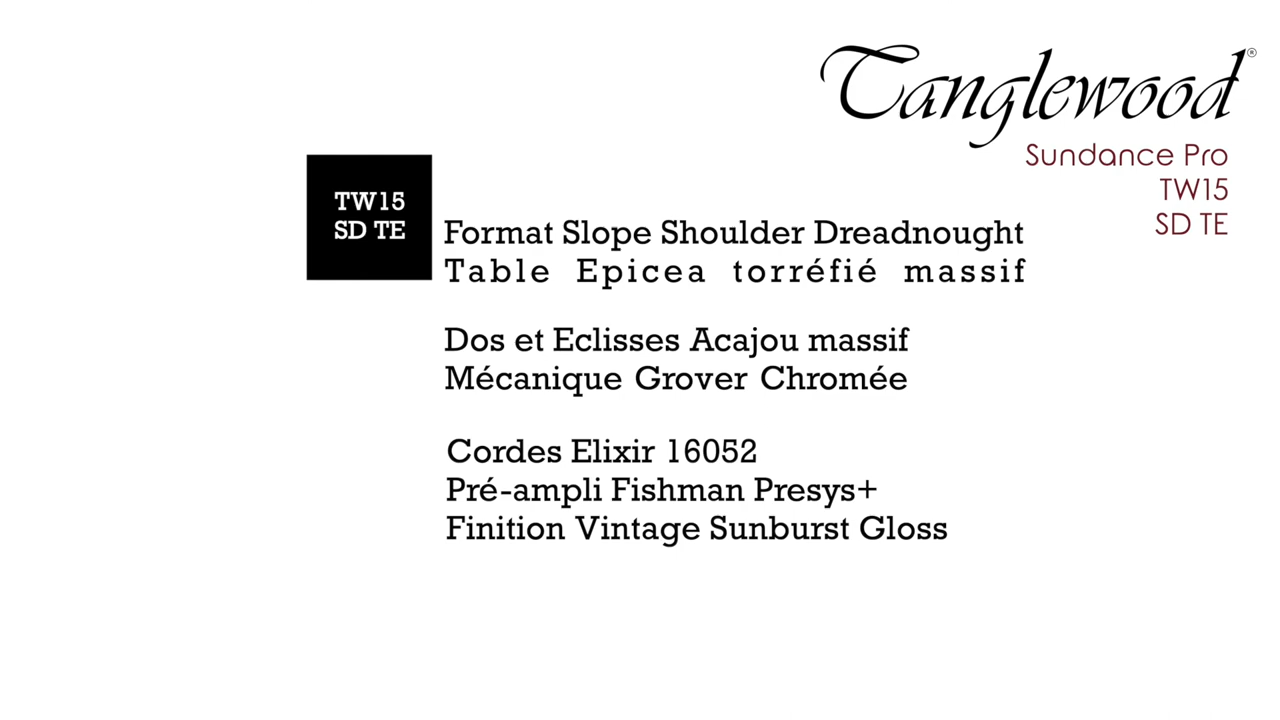 Tanglewood®
Sundance Pro
TW15
SD TE
TW15
SD TE
Format Slope Shoulder Dreadnought
Table Epicea torréfié massif
Dos et Eclisses Acajou massif
Mécanique Grover Chromée
Cordes Elixir 16052
Pré-ampli Fishman Presys+
Finition Vintage Sunburst Gloss